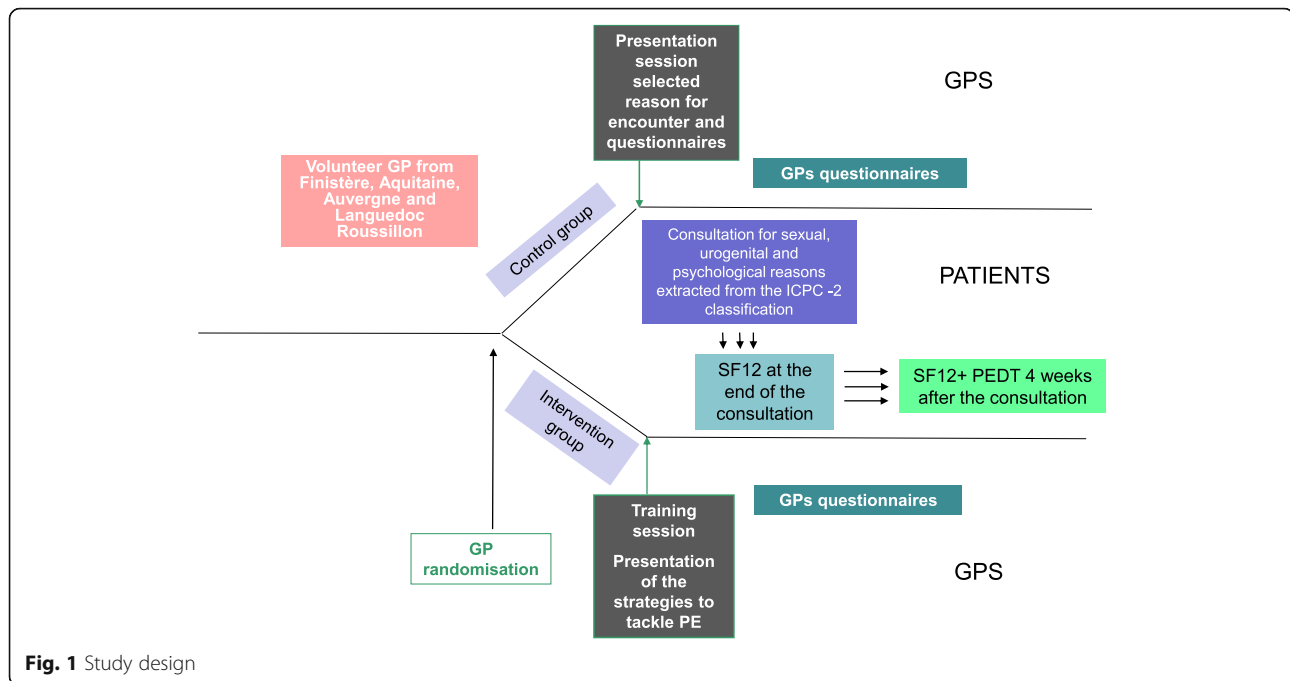 Presentation
session
selected
reason for
encounter and
questionnaires
GPS
Volunteer GP from
Finistère, Aquitaine,
Auvergne and
Languedoc
Roussillon
GPs questionnaires
Control group
Consultation for sexual,
urogenital and
psychological reasons
extracted from the ICPC -2
classification
PATIENTS
SF12 at the
end of the
consultation
SF12+ PEDT 4 weeks
after the consultation
Intervention
group
GP
randomisation
Training
session
Presentation
of the
strategies to
tackle PE
GPs questionnaires
GPS
Fig. 1 Study design